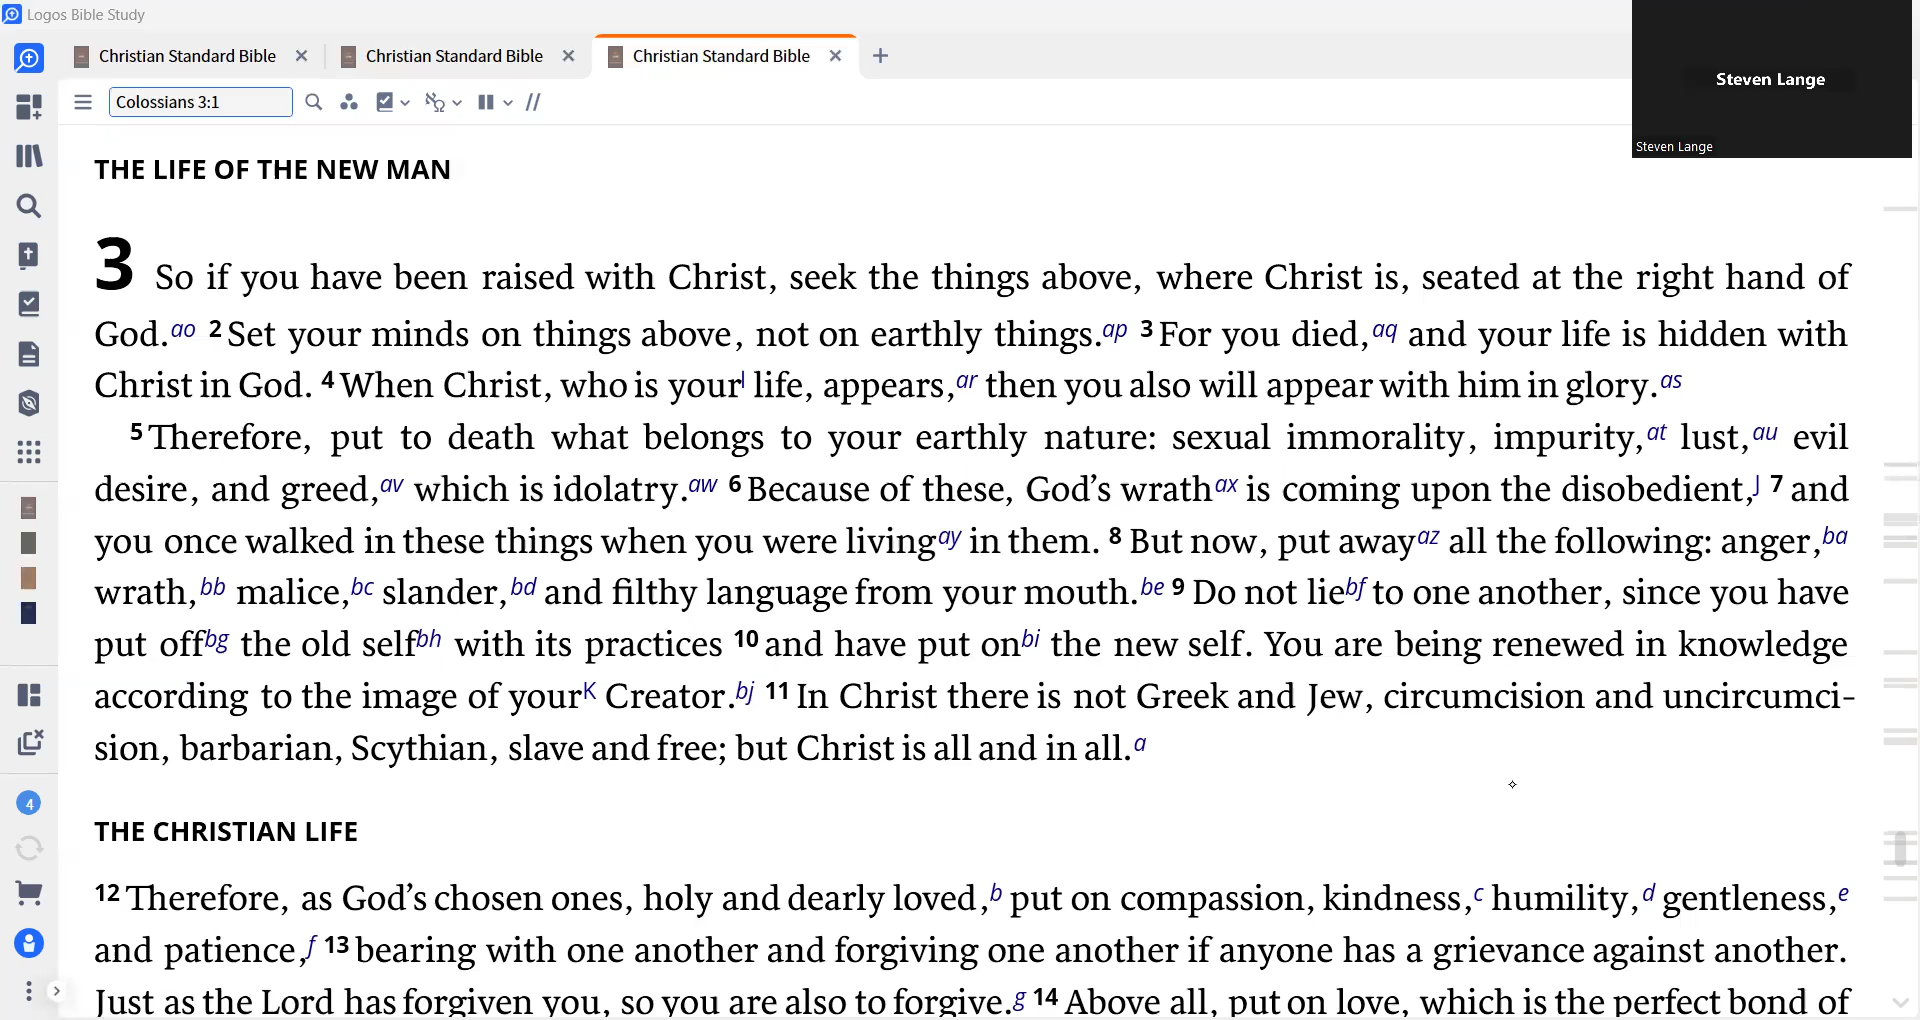 Logos Bible Study
Christian Standard Bible
Christian Standard Bible
Christian Standard Bible
Colossians 3:1
Steven Lange
Steven Lange
THE LIFE OF THE NEW MAN
3 So if you have been raised with Christ, seek the things above, where Christ is, seated at the right hand of
God.ao 2 Set your minds on things above, not on earthly things.ap 3 For you died,aq and your life is hidden with
Christ in God. 4 When Christ, who is yourI life, appears,ar then you also will appear with him in glory.as
5 Therefore, put to death what belongs to your earthly nature: sexual immorality, impurity,at lust,au evil
desire, and greed,av which is idolatry.aw 6 Because of these, God’s wrathax is coming upon the disobedient,J 7 and
you once walked in these things when you were livingay in them. 8 But now, put awayaz all the following: anger,ba
wrath,bb malice,bc slander,bd and filthy language from your mouth.be 9 Do not liebf to one another, since you have
put offbg the old selfbh with its practices 10 and have put onbi the new self. You are being renewed in knowledge
according to the image of yourK Creator.bj 11 In Christ there is not Greek and Jew, circumcision and uncircumci-
sion, barbarian, Scythian, slave and free; but Christ is all and in all.a
THE CHRISTIAN LIFE
12 Therefore, as God’s chosen ones, holy and dearly loved,b put on compassion, kindness,c humility,d gentleness,e
and patience,f 13 bearing with one another and forgiving one another if anyone has a grievance against another.
Just as the Lord has forgiven you, so you are also to forgive.g 14 Above all, put on love, which is the perfect bond of
4